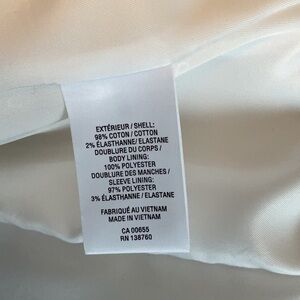 EXTÉRIEUR / SHELL:
98% COTON / COTTON
2% ÉLASTHANNE/ ELASTANE
DOUBLURE DU CORPS /
BODY LINING:
100% POLYESTER
DOUBLURE DES MANCHES /
SLEEVE LINING:
97% POLYESTER
3% ÉLASTHANNE / ELASTANE
FABRIQUÉ AU VIETNAM
MADE IN VIETNAM
CA 00655
RN 138760